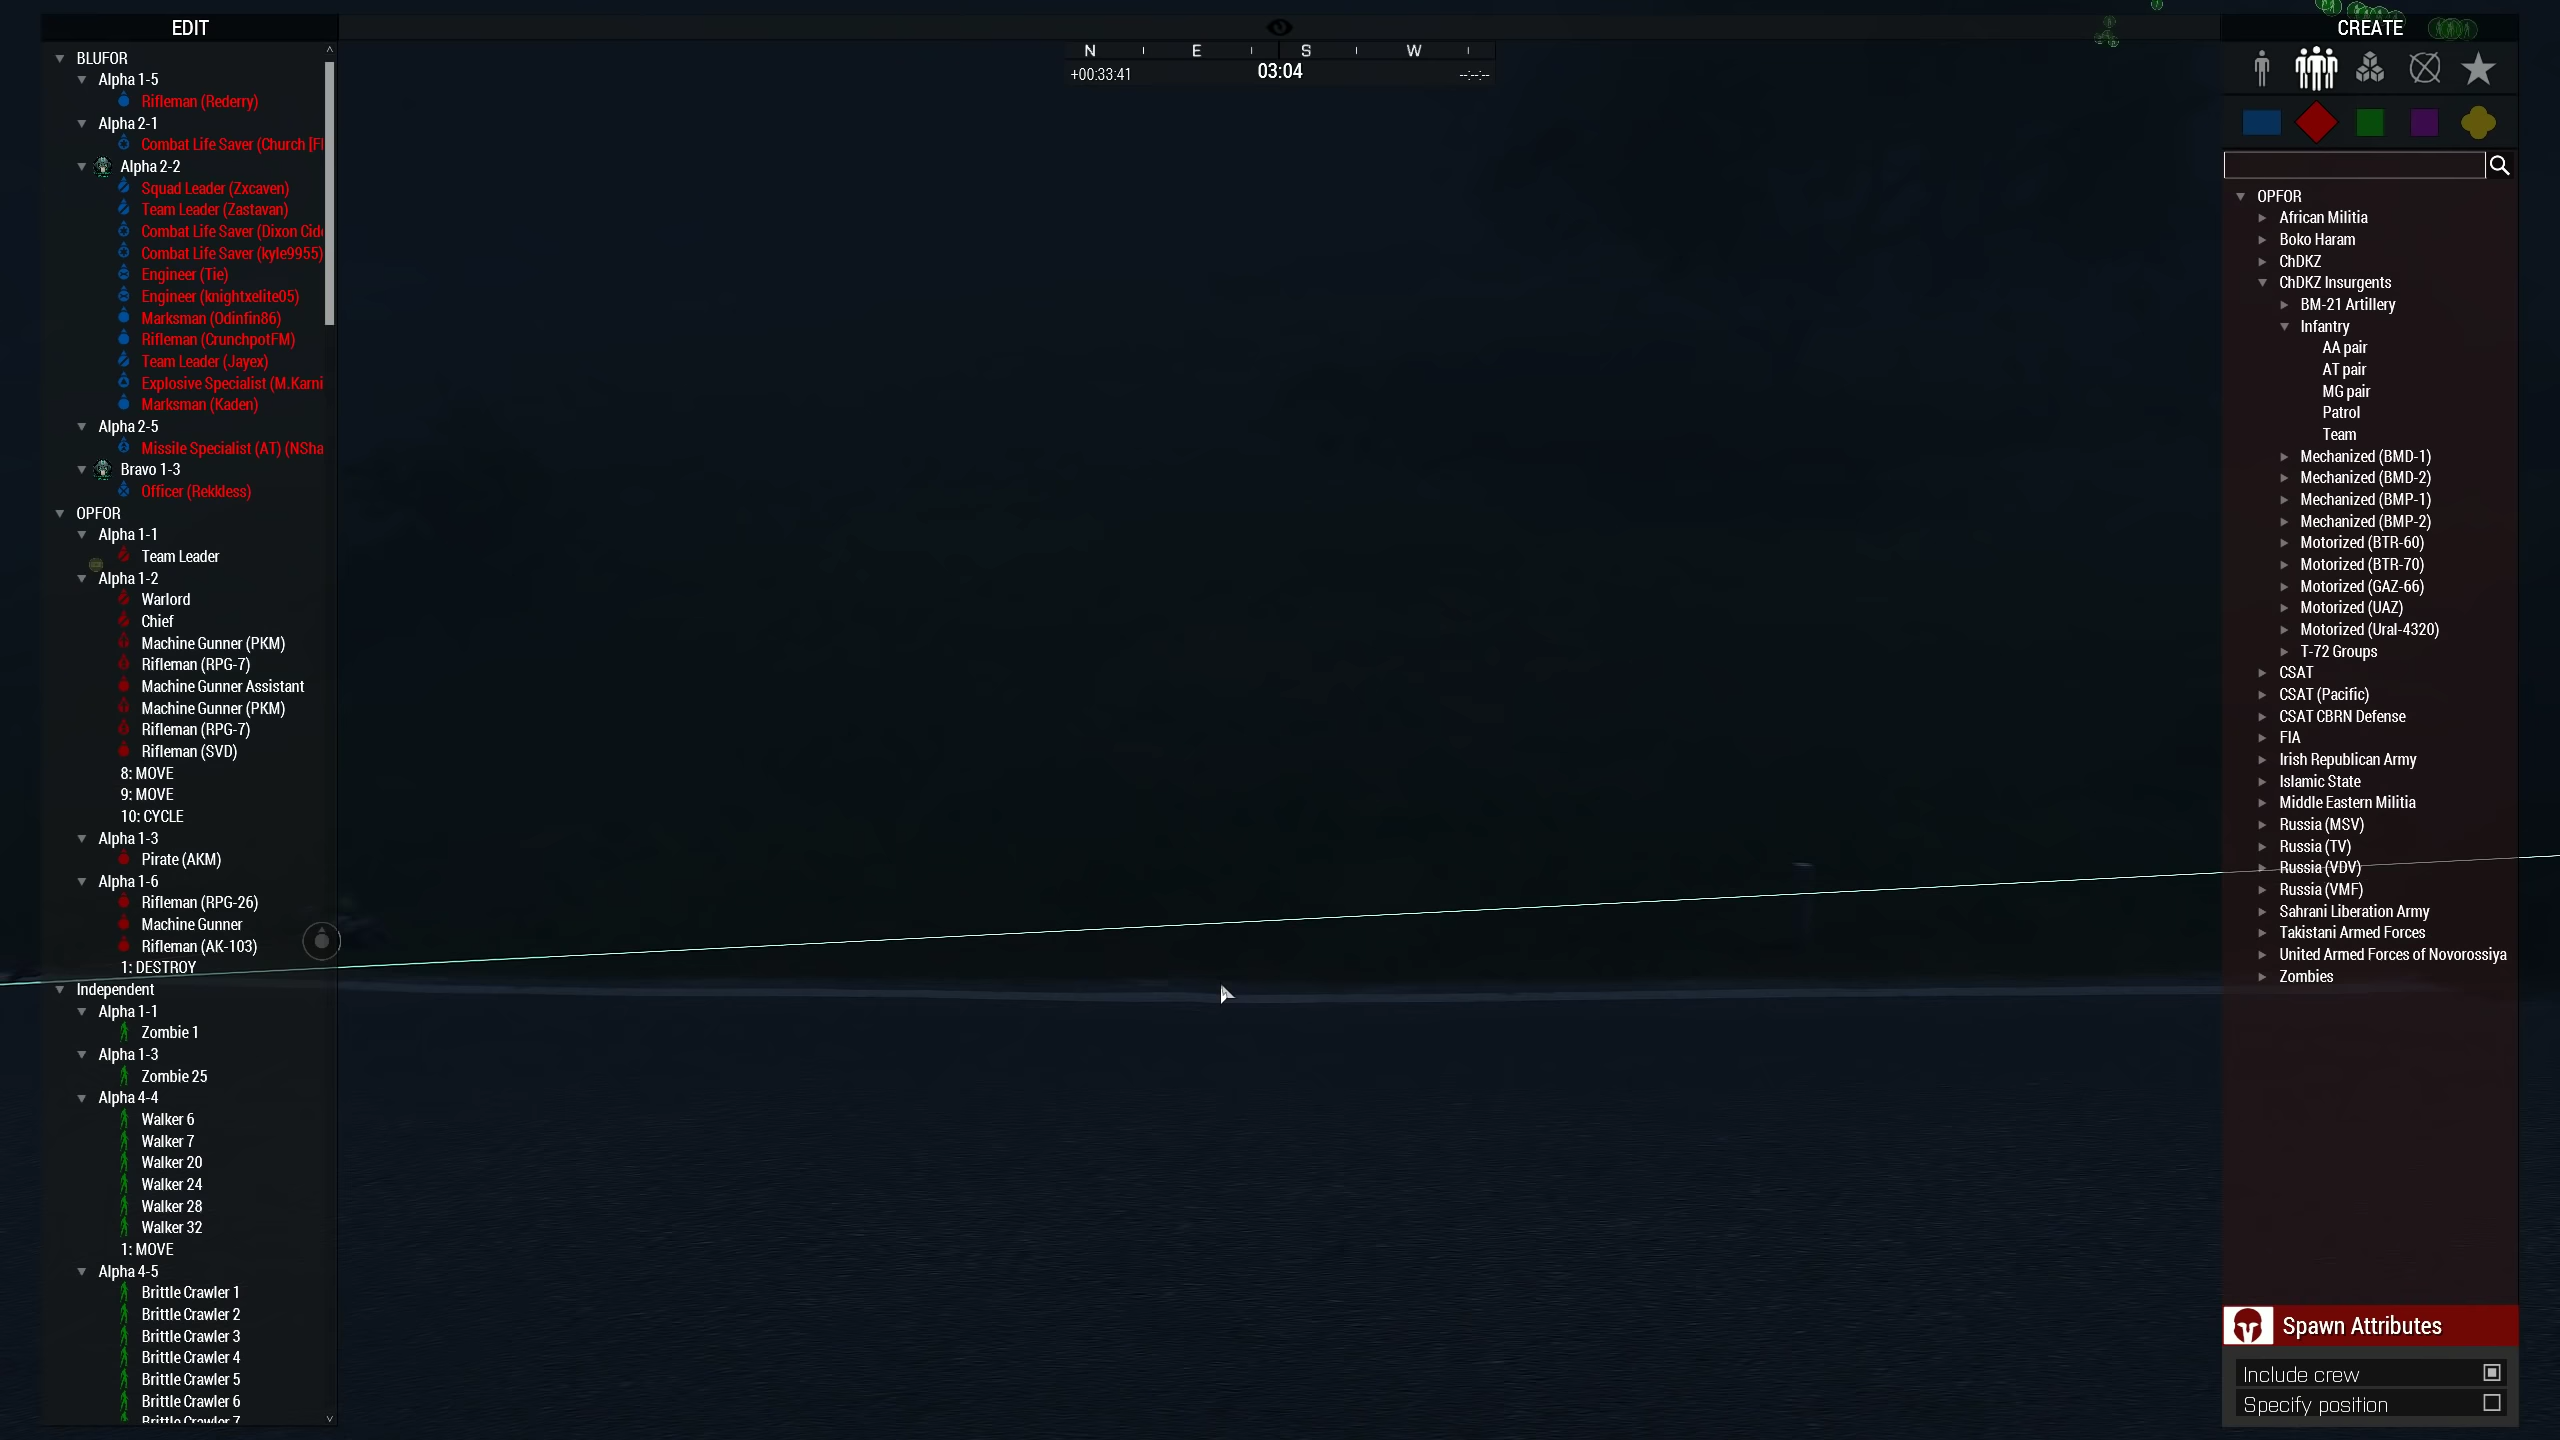 EDIT
BLUFOR
Alpha 1-5
Rifleman (Rederry)
Alpha 2-1
Combat Life Saver (Church [Fl
Alpha 2-2
Squad Leader (Zxcaven)
Team Leader (Zastavan)
Combat Life Saver (Dixon Cid
Combat Life Saver (kyle9955)
Engineer (Tie)
Engineer (knightxelite05)
Marksman (Odinfin86)
Rifleman (CrunchpotFM)
Team Leader (Jayex)
Explosive Specialist (M.Karni
Marksman (Kaden)
Alpha 2-5
Missile Specialist (AT) (NSha
Bravo 1-3
Officer (Rekkless)
OPFOR
Alpha 1-1
Team Leader
Alpha 1-2
Warlord
Chief
Machine Gunner (PKM)
Rifleman (RPG-7)
Machine Gunner Assistant
Machine Gunner (PKM)
Rifleman (RPG-7)
Rifleman (SVD)
8: MOVE
9: MOVE
10: CYCLE
Alpha 1-3
Pirate (AKM)
Alpha 1-6
Rifleman (RPG-26)
Machine Gunner
Rifleman (AK-103)
1: DESTROY
Independent
Alpha 1-1
Zombie 1
Alpha 1-3
Zombie 25
Alpha 4-4
Walker 6
Walker 7
Walker 20
Walker 24
Walker 28
Walker 32
1: MOVE
Alpha 4-5
Brittle Crawler 1
Brittle Crawler 2
Brittle Crawler 3
Brittle Crawler 4
Brittle Crawler 5
Brittle Crawler 6
Brittle Crawler 7
N E S W
+00:33:41 03:04 --:--:--
CREATE
OPFOR
African Militia
Boko Haram
ChDKZ
ChDKZ Insurgents
BM-21 Artillery
Infantry
AA pair
AT pair
MG pair
Patrol
Team
Mechanized (BMD-1)
Mechanized (BMD-2)
Mechanized (BMP-1)
Mechanized (BMP-2)
Motorized (BTR-60)
Motorized (BTR-70)
Motorized (GAZ-66)
Motorized (UAZ)
Motorized (Ural-4320)
T-72 Groups
CSAT
CSAT (Pacific)
CSAT CBRN Defense
FIA
Irish Republican Army
Islamic State
Middle Eastern Militia
Russia (MSV)
Russia (TV)
Russia (VDV)
Russia (VMF)
Sahrani Liberation Army
Takistani Armed Forces
United Armed Forces of Novorossiya
Zombies
Spawn Attributes
Include crew
Specify position